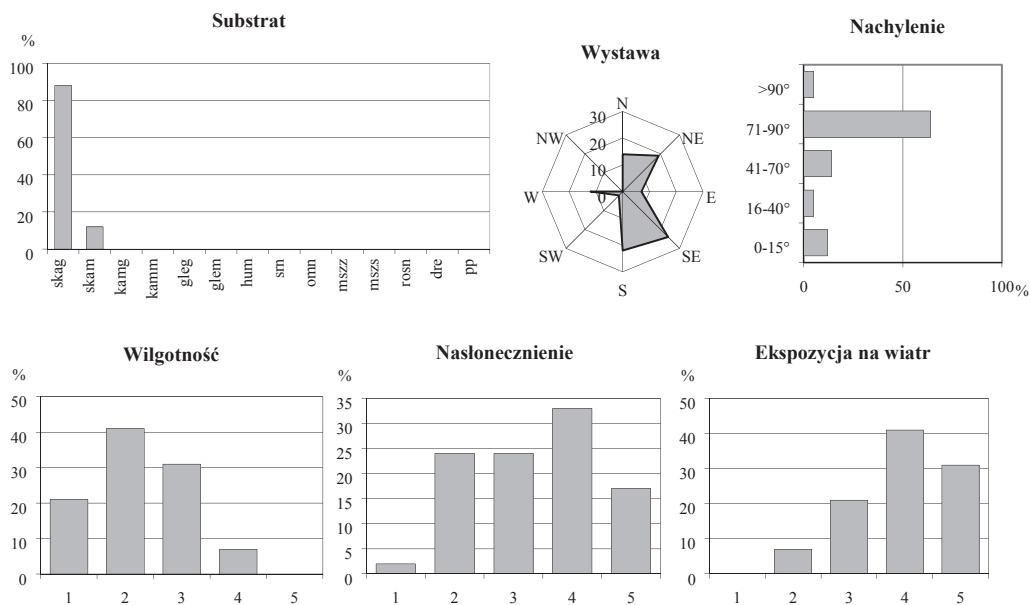 Substrat
%
100
80
60
40
20
0
skag
skam
kamg
kamm
gleg
glem
hum
sm
omn
mszz
mszs
rosn
dre
pp
Wystawa
N
NE
E
SE
S
SW
W
NW
30
20
10
0
Nachylenie
>90°
71-90°
41-70°
16-40°
0-15°
0 50 100 %
Wilgotność
%
50
40
30
20
10
0
1 2 3 4 5
Nasłonecznienie
%
35
30
25
20
15
10
5
0
1 2 3 4 5
Ekspozycja na wiatr
%
50
40
30
20
10
0
1 2 3 4 5